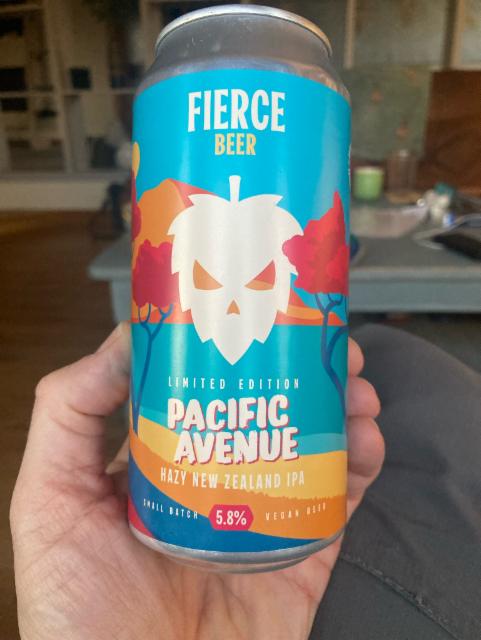 FIERCE
BEER
LIMITED EDITION
PACIFIC
AVENUE
HAZY NEW ZEALAND IPA
SMALL BATCH 5.8% VEGAN BEER